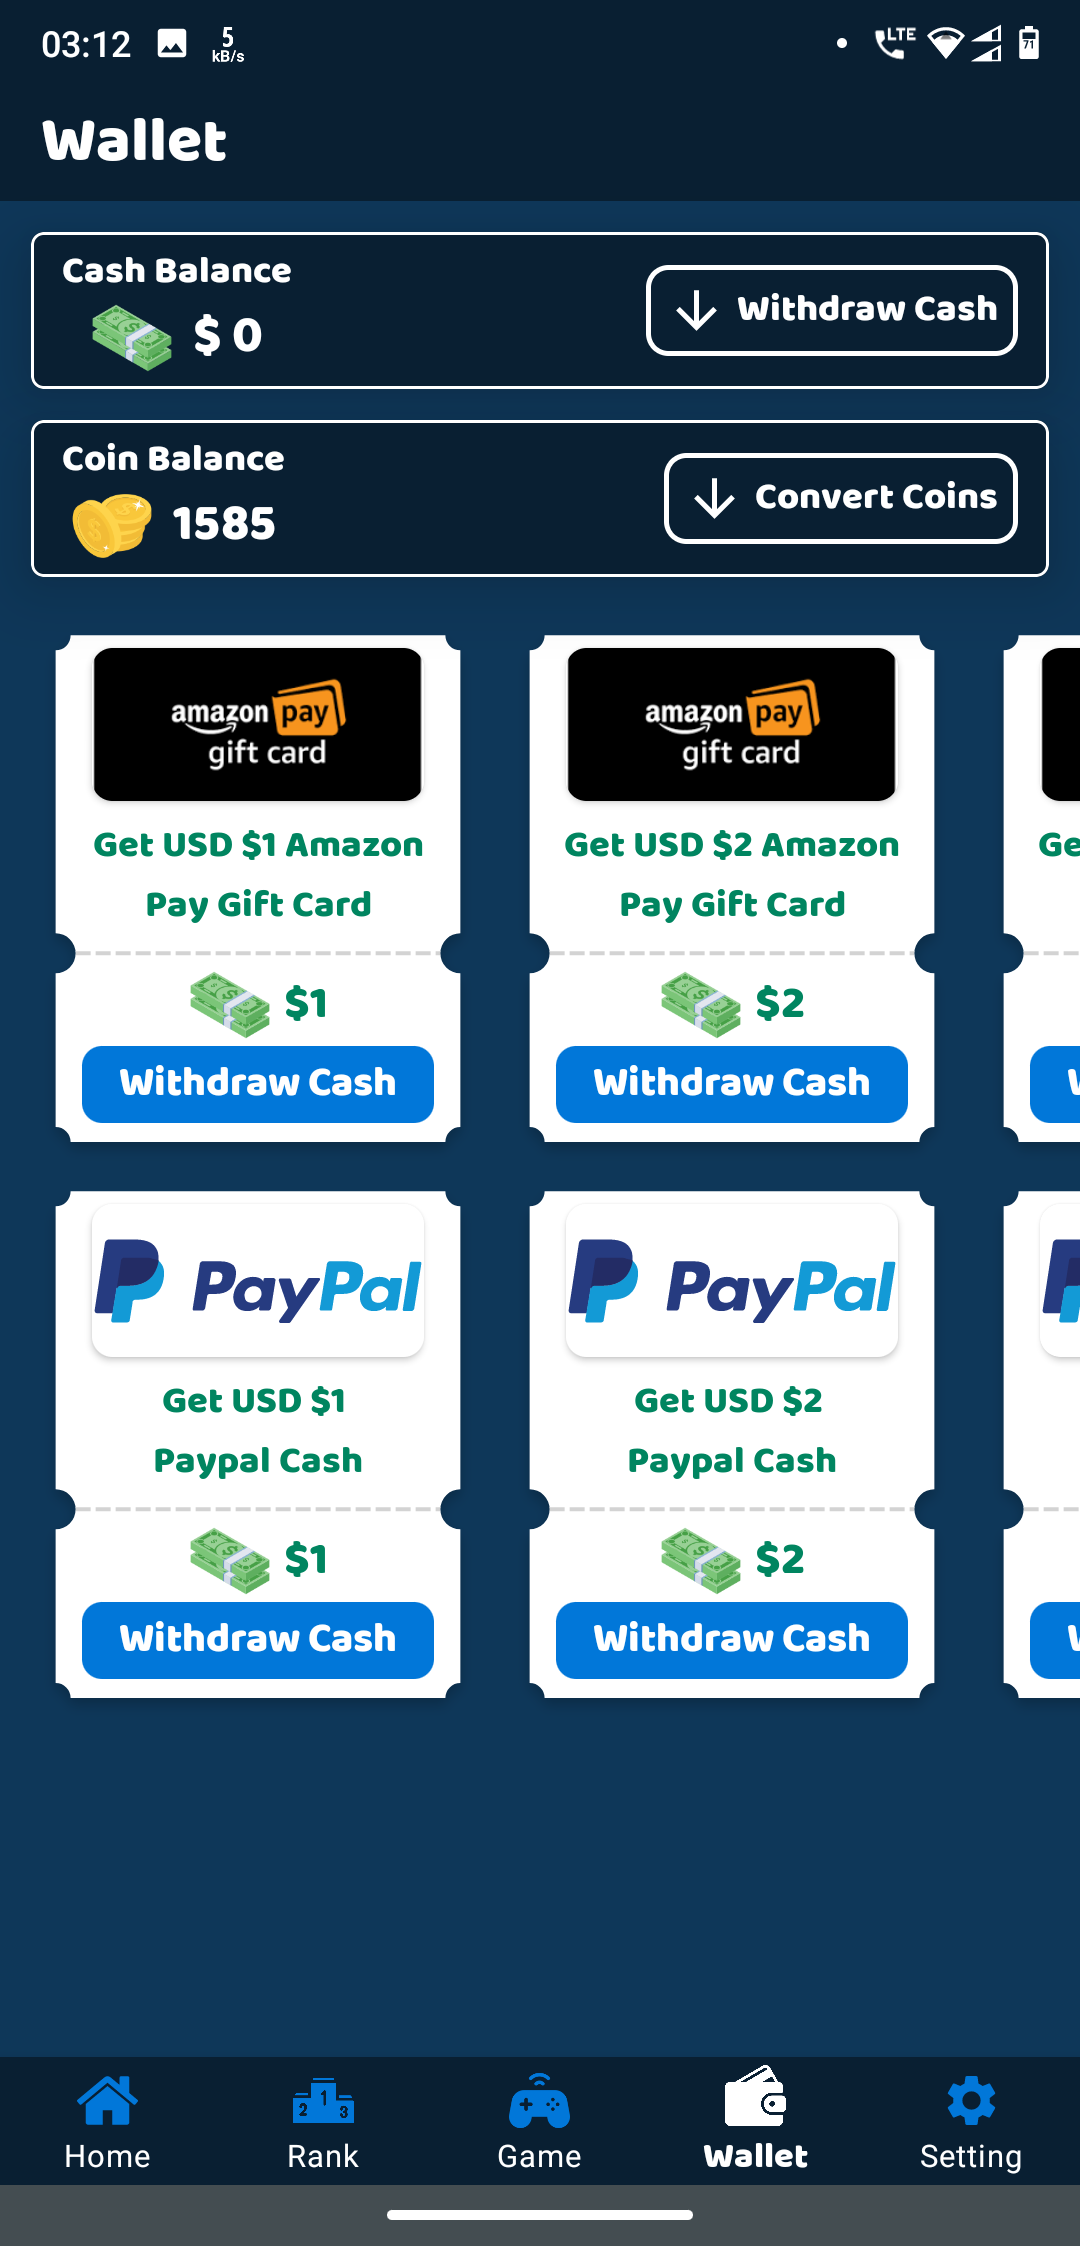 03:12
5
kB/s
LTE
71
Wallet
Cash Balance
$ 0
Withdraw Cash
Coin Balance
1585
Convert Coins
amazon pay
gift card
amazon pay
gift card
Get USD $1 Amazon
Pay Gift Card
Get USD $2 Amazon
Pay Gift Card
Ge
$1
$2
Withdraw Cash
Withdraw Cash
PayPal
PayPal
Get USD $1
Paypal Cash
Get USD $2
Paypal Cash
$1
$2
Withdraw Cash
Withdraw Cash
2 1 3
Home
Rank
Game
Wallet
Setting